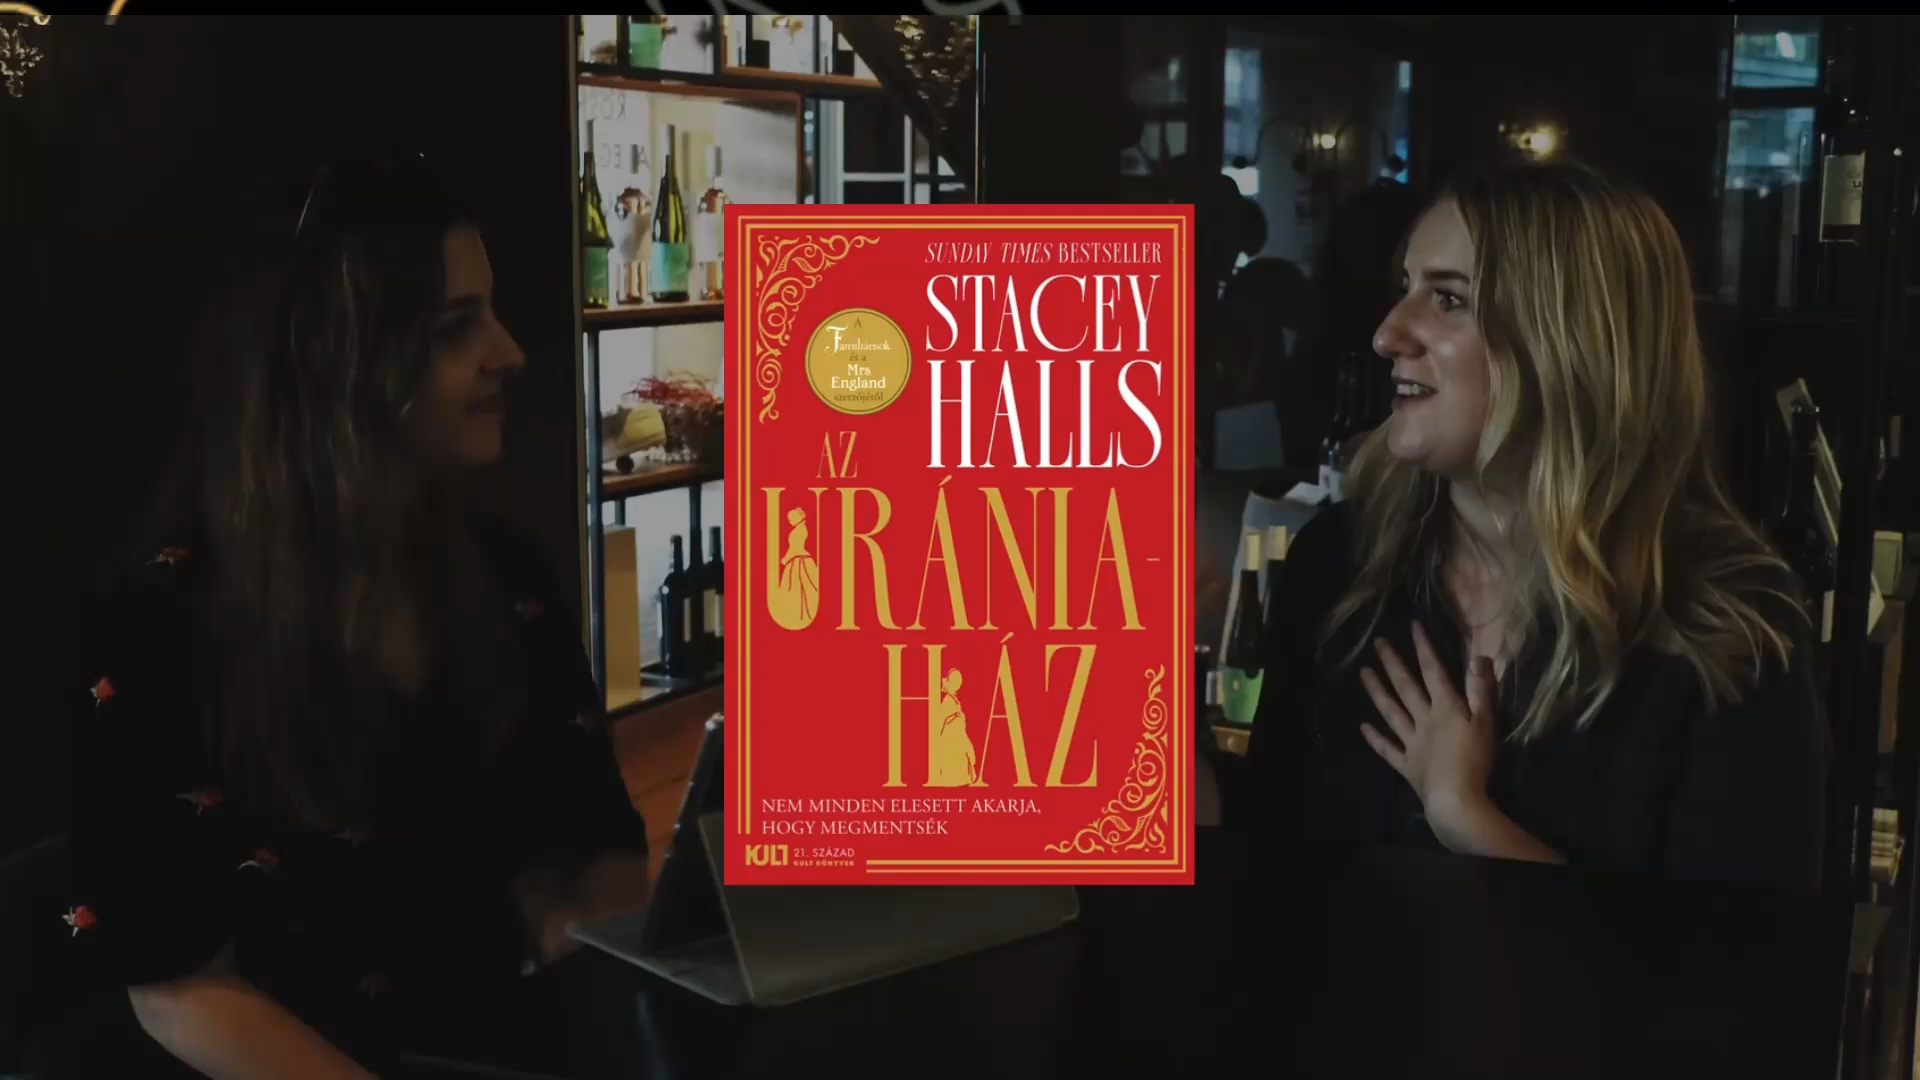 SUNDAY TIMES BESTSELLER
STACEY
HALLS
A
Familiárisok
és a
Mrs
England
szerzőjétől
AZ
URÁNIA-
HÁZ
NEM MINDEN ELESETT AKARJA,
HOGY MEGMENTSÉK
KULT 21. SZÁZAD
KULT KÖNYVEK